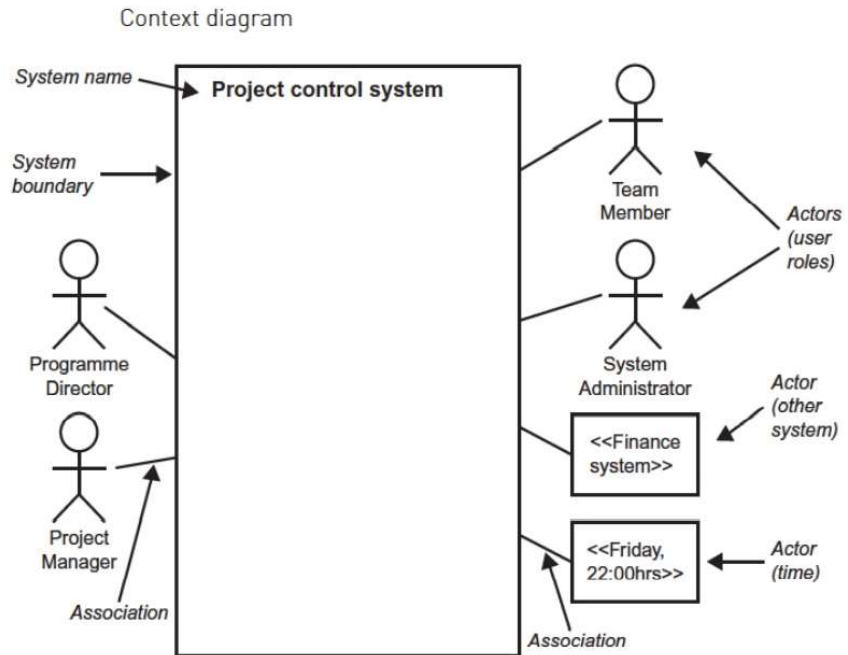 Context diagram
System name
Project control system
System
boundary
Team
Member
Actors
(user
roles)
Programme
Director
System
Administrator
Actor
(other
system)
<<Finance
system>>
Project
Manager
<<Friday,
22:00hrs>>
Actor
(time)
Association
Association